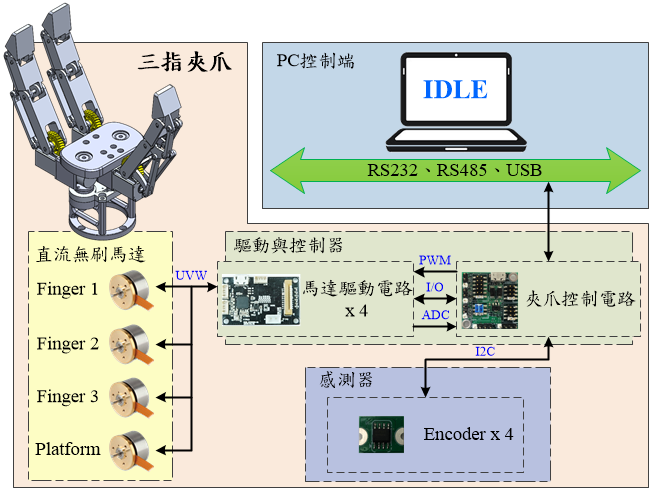 三指夾爪
PC控制端
IDLE
RS232、RS485、USB
直流無刷馬達
Finger 1
Finger 2
Finger 3
Platform
UVW
驅動與控制器
馬達驅動電路
x 4
PWM
I/O
ADC
夾爪控制電路
I2C
感測器
Encoder x 4